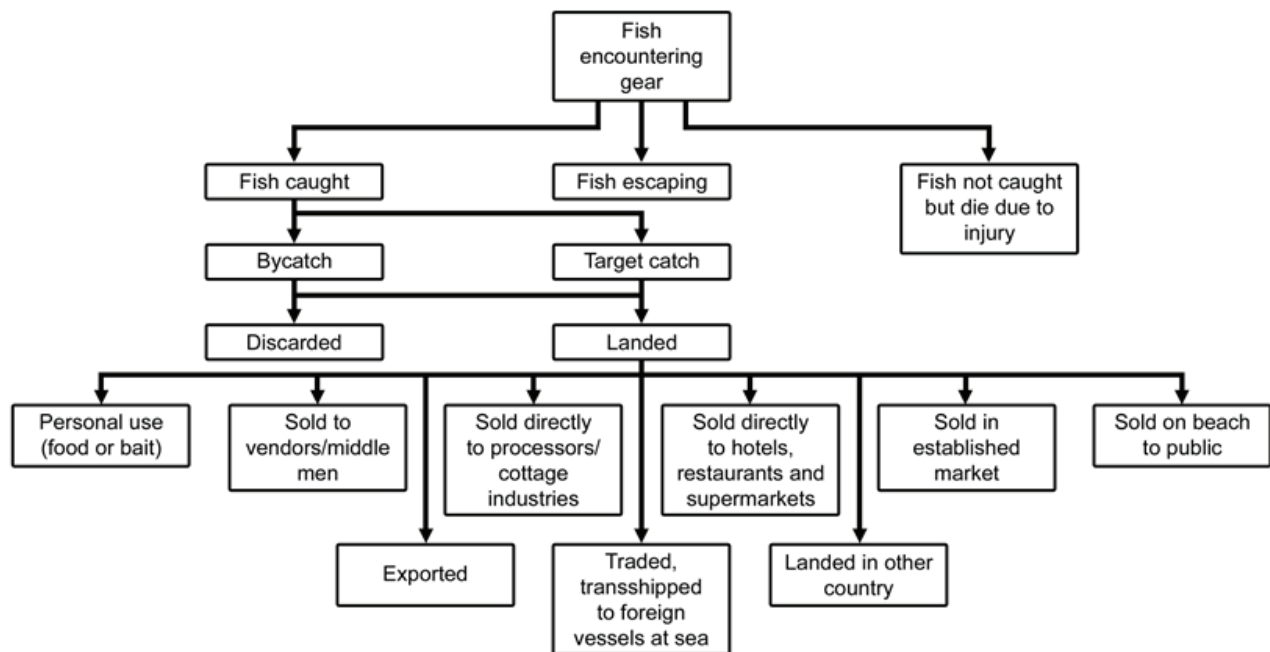 Fish
encountering
gear
Fish caught
Fish escaping
Fish not caught
but die due to
injury
Bycatch
Target catch
Discarded
Landed
Personal use
(food or bait)
Sold to
vendors/middle
men
Sold directly
to processors/
cottage
industries
Sold directly
to hotels,
restaurants and
supermarkets
Sold in
established
market
Sold on beach
to public
Exported
Traded,
transshipped
to foreign
vessels at sea
Landed in other
country